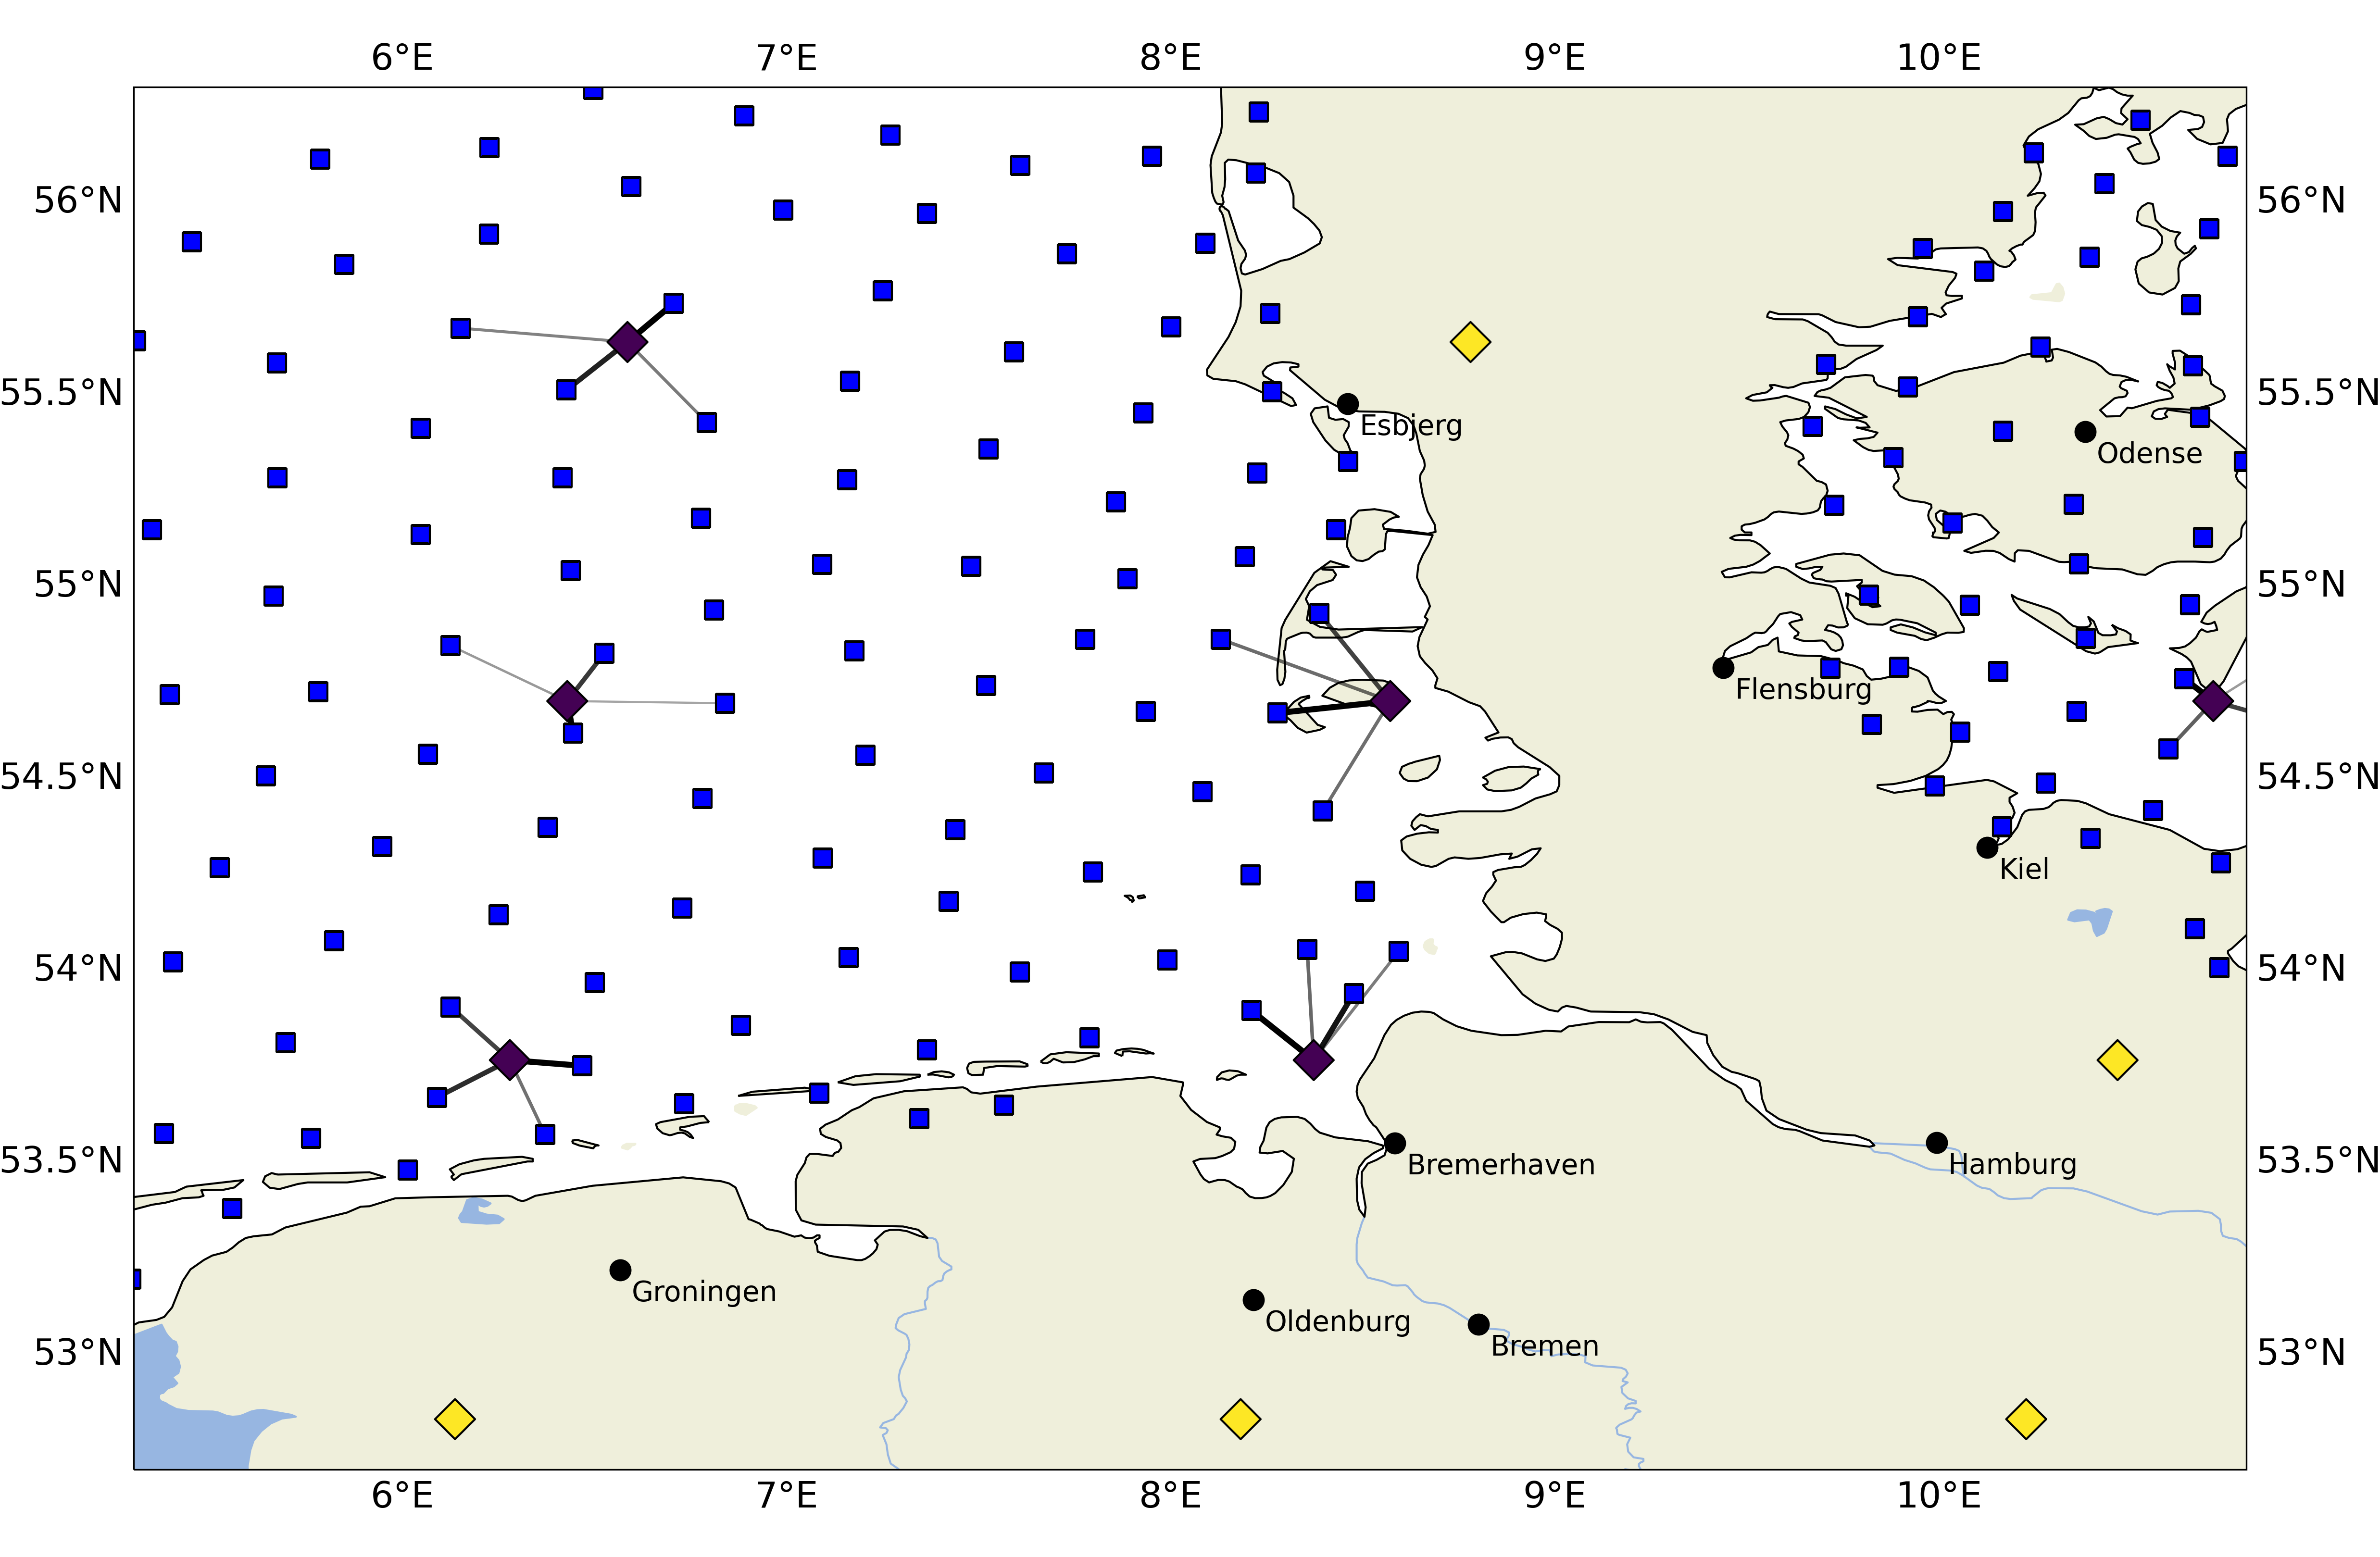 6°E 7°E 8°E 9°E 10°E
56°N 56°N
55.5°N 55.5°N
Esbjerg
Odense
55°N 55°N
Flensburg
54.5°N 54.5°N
Kiel
54°N 54°N
53.5°N Bremerhaven Hamburg 53.5°N
Groningen
Oldenburg
Bremen
53°N 53°N
6°E 7°E 8°E 9°E 10°E